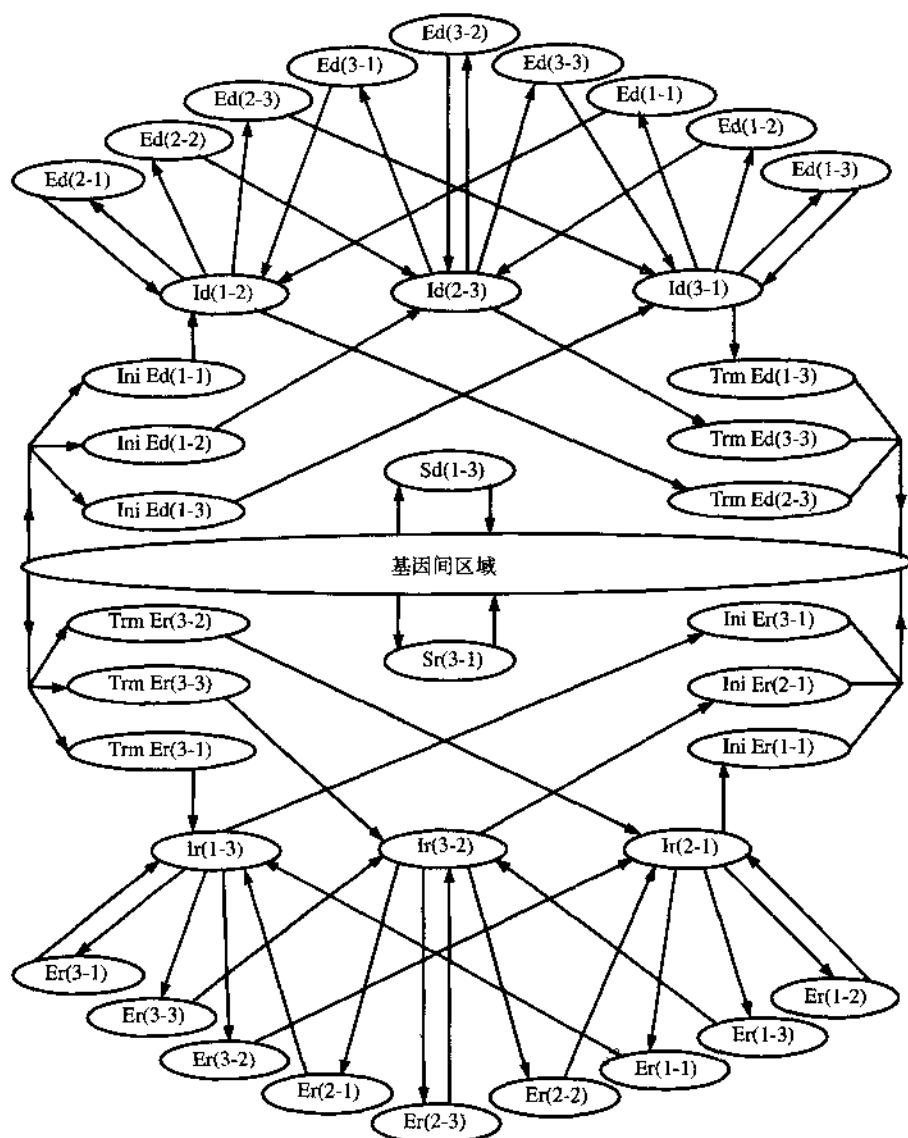 Ed(3-2)
Ed(3-1)
Ed(3-3)
Ed(2-3)
Ed(1-1)
Ed(2-2)
Ed(1-2)
Ed(2-1)
Ed(1-3)
Id(1-2)
Id(2-3)
Id(3-1)
Ini Ed(1-1)
Trm Ed(1-3)
Ini Ed(1-2)
Trm Ed(3-3)
Sd(1-3)
Ini Ed(1-3)
Trm Ed(2-3)
基因间区域
Trm Er(3-2)
Ini Er(3-1)
Sr(3-1)
Trm Er(3-3)
Ini Er(2-1)
Trm Er(3-1)
Ini Er(1-1)
Ir(1-3)
Ir(3-2)
Ir(2-1)
Er(3-1)
Er(1-2)
Er(3-3)
Er(1-3)
Er(3-2)
Er(1-1)
Er(2-1)
Er(2-2)
Er(2-3)